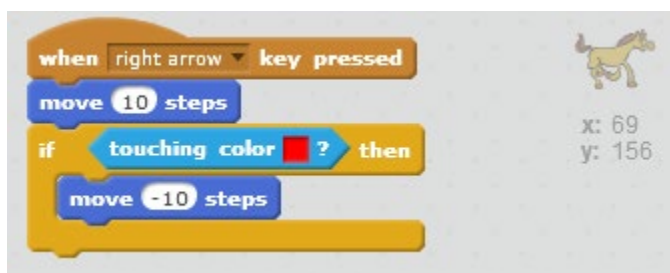 when right arrow key pressed
move 10 steps
if touching color ? then
move -10 steps
x: 69
y: 156